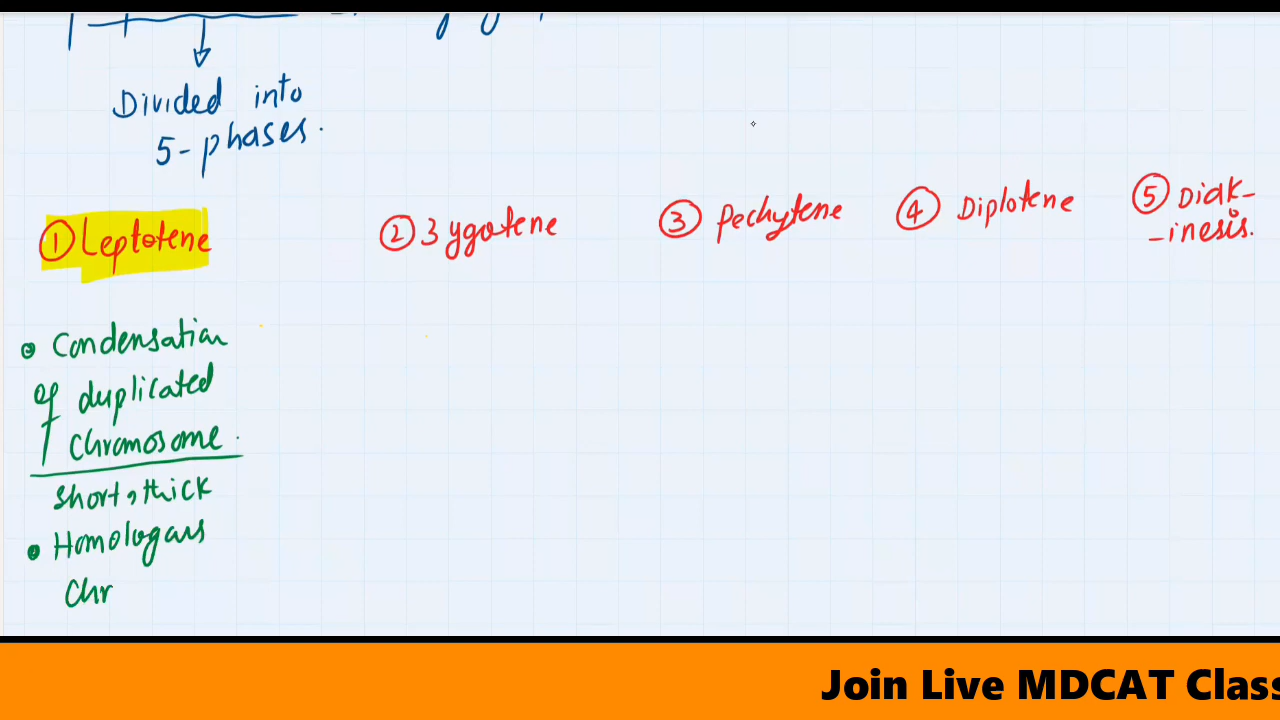 Divided into
5-phases.
① Leptotene
② Zygotene
③ Pechytene
④ Diplotene
⑤ Diak-
-inesis.
• Condensation
of duplicated
Chromosome.
Short, thick
• Homologous
Chr
Join Live MDCAT Class